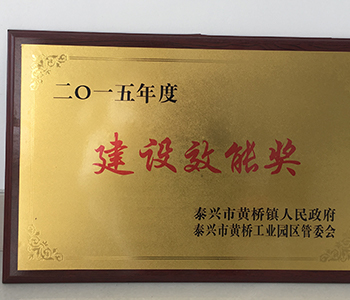 二〇一五年度
建设效能奖
泰兴市黄桥镇人民政府
泰兴市黄桥工业园区管委会